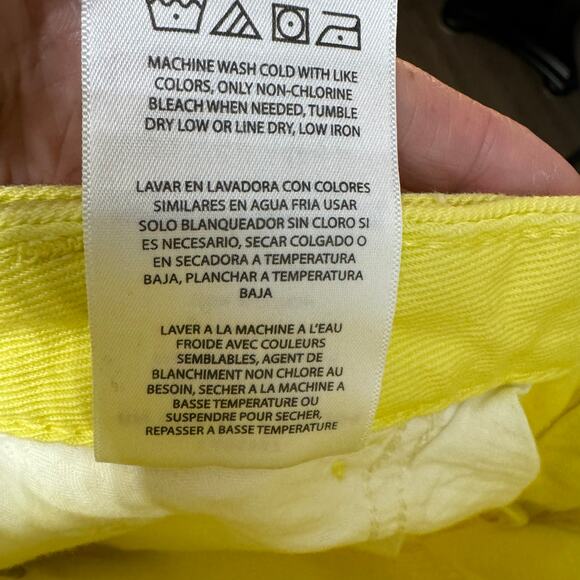 MACHINE WASH COLD WITH LIKE
COLORS, ONLY NON-CHLORINE
BLEACH WHEN NEEDED, TUMBLE
DRY LOW OR LINE DRY, LOW IRON
LAVAR EN LAVADORA CON COLORES
SIMILARES EN AGUA FRIA USAR
SOLO BLANQUEADOR SIN CLORO SI
ES NECESARIO, SECAR COLGADO O
EN SECADORA A TEMPERATURA
BAJA, PLANCHAR A TEMPERATURA
BAJA
LAVER A LA MACHINE A L'EAU
FROIDE AVEC COULEURS
SEMBLABLES, AGENT DE
BLANCHIMENT NON CHLORE AU
BESOIN, SECHER A LA MACHINE A
BASSE TEMPERATURE OU
SUSPENDRE POUR SECHER,
REPASSER A BASSE TEMPERATURE